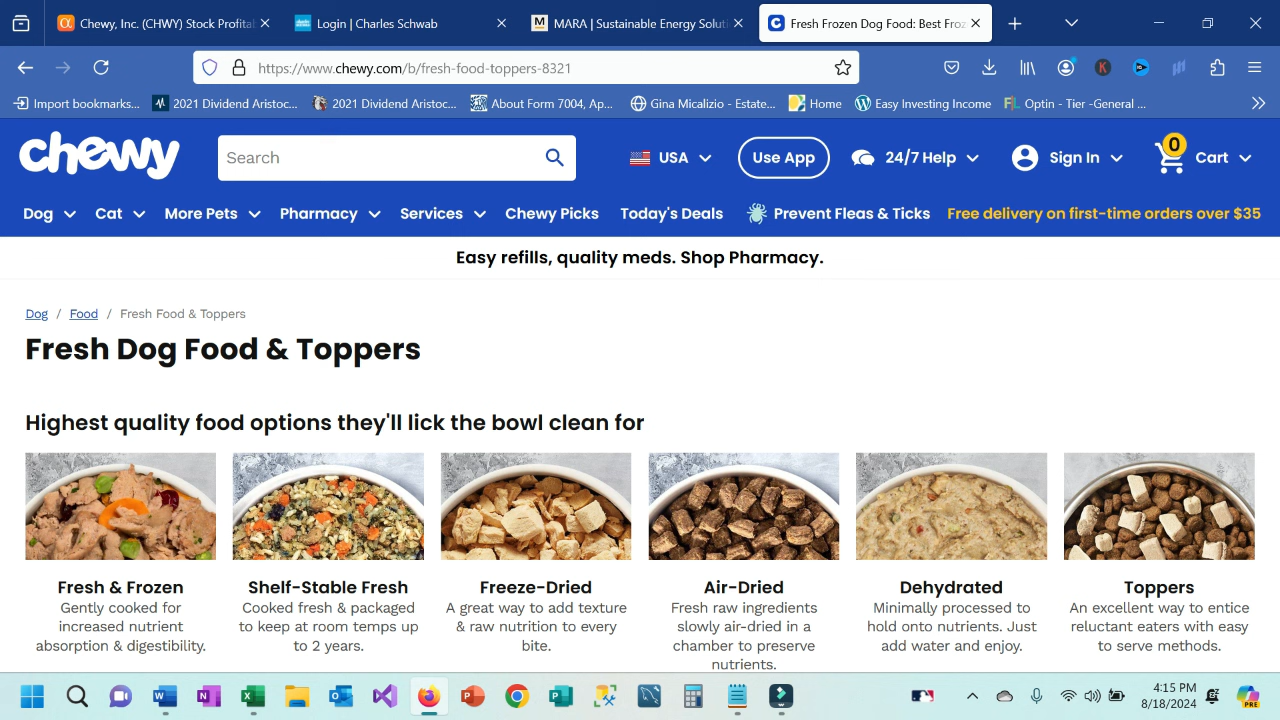 Chewy, Inc. (CHWY) Stock Profitab
Login | Charles Schwab
MARA | Sustainable Energy Soluti
Fresh Frozen Dog Food: Best Froz
https://www.chewy.com/b/fresh-food-toppers-8321
Import bookmarks...
2021 Dividend Aristoc...
2021 Dividend Aristoc...
About Form 7004, Ap...
Gina Micalizio - Estate...
Home
Easy Investing Income
Optin - Tier -General ...
chewy
Search
USA
Use App
24/7 Help
Sign In
0
Cart
Dog
Cat
More Pets
Pharmacy
Services
Chewy Picks
Today's Deals
Prevent Fleas & Ticks
Free delivery on first-time orders over $35
Easy refills, quality meds. Shop Pharmacy.
Dog / Food / Fresh Food & Toppers
Fresh Dog Food & Toppers
Highest quality food options they'll lick the bowl clean for
Fresh & Frozen
Gently cooked for
increased nutrient
absorption & digestibility.
Shelf-Stable Fresh
Cooked fresh & packaged
to keep at room temps up
to 2 years.
Freeze-Dried
A great way to add texture
& raw nutrition to every
bite.
Air-Dried
Fresh raw ingredients
slowly air-dried in a
chamber to preserve
nutrients.
Dehydrated
Minimally processed to
hold onto nutrients. Just
add water and enjoy.
Toppers
An excellent way to entice
reluctant eaters with easy
to serve methods.
4:15 PM
8/18/2024